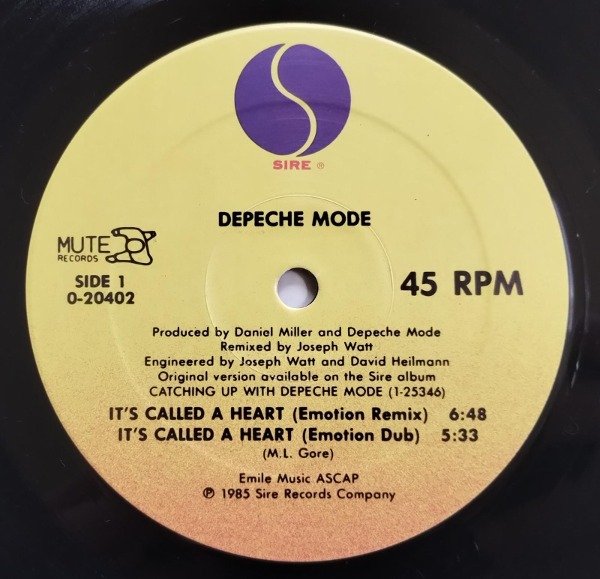 SIRE ®
DEPECHE MODE
MUTE
RECORDS
SIDE 1
0-20402
45 RPM
Produced by Daniel Miller and Depeche Mode
Remixed by Joseph Watt
Engineered by Joseph Watt and David Heilmann
Original version available on the Sire album
CATCHING UP WITH DEPECHE MODE (1-25346)
IT'S CALLED A HEART (Emotion Remix) 6:48
IT'S CALLED A HEART (Emotion Dub) 5:33
(M.L. Gore)
Emile Music ASCAP
℗ 1985 Sire Records Company